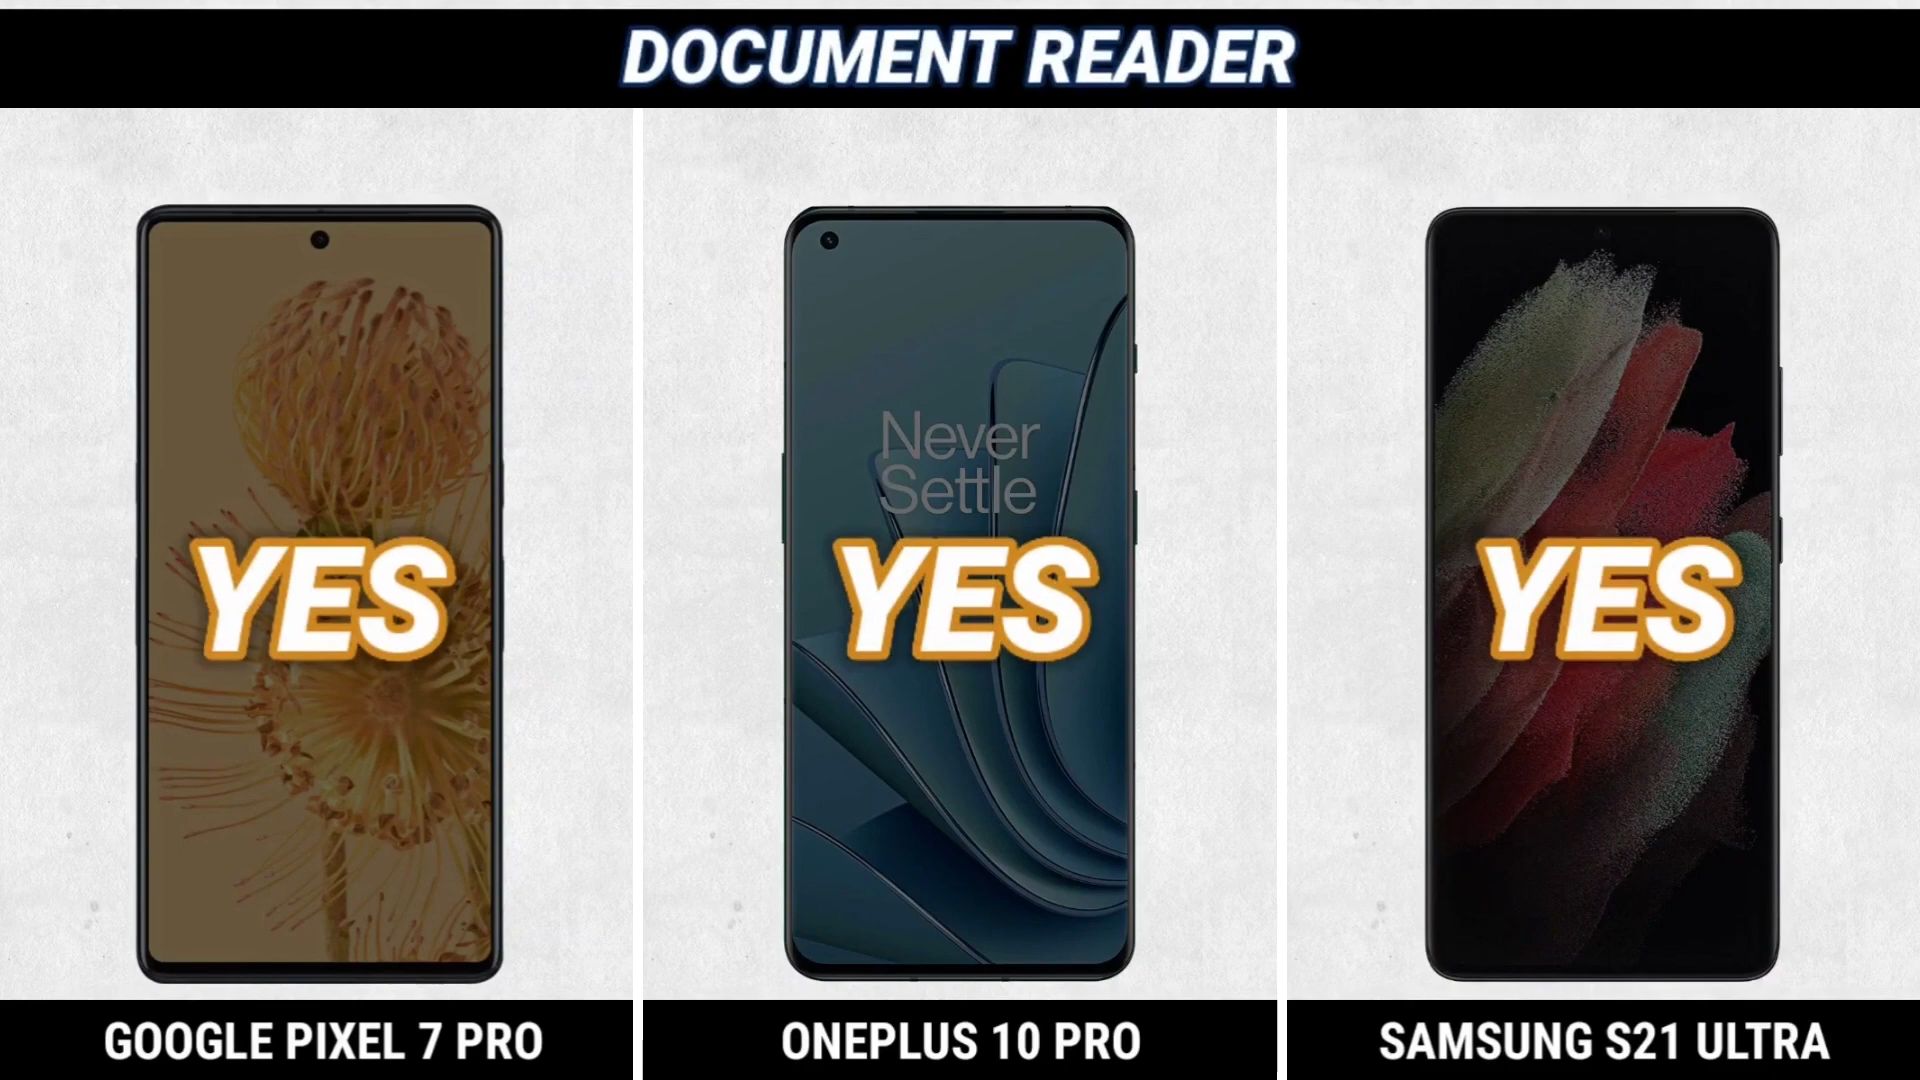 DOCUMENT READER
YES
Never
Settle
YES
YES
GOOGLE PIXEL 7 PRO
ONEPLUS 10 PRO
SAMSUNG S21 ULTRA